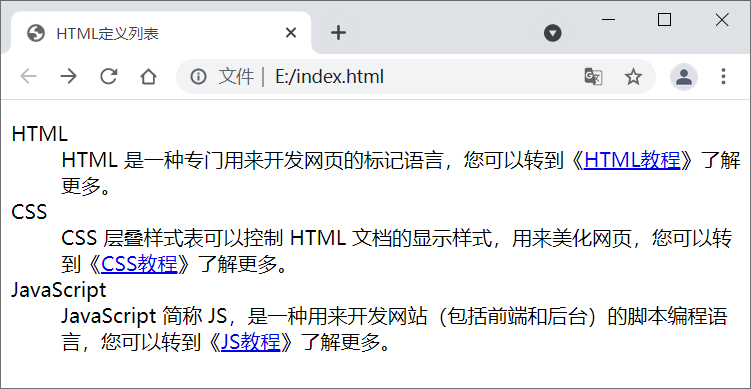 HTML定义列表
文件 | E:/index.html
HTML
HTML 是一种专门用来开发网页的标记语言，您可以转到《HTML教程》了解
更多。
CSS
CSS 层叠样式表可以控制 HTML 文档的显示样式，用来美化网页，您可以转
到《CSS教程》了解更多。
JavaScript
JavaScript 简称 JS，是一种用来开发网站（包括前端和后台）的脚本编程语
言，您可以转到《JS教程》了解更多。